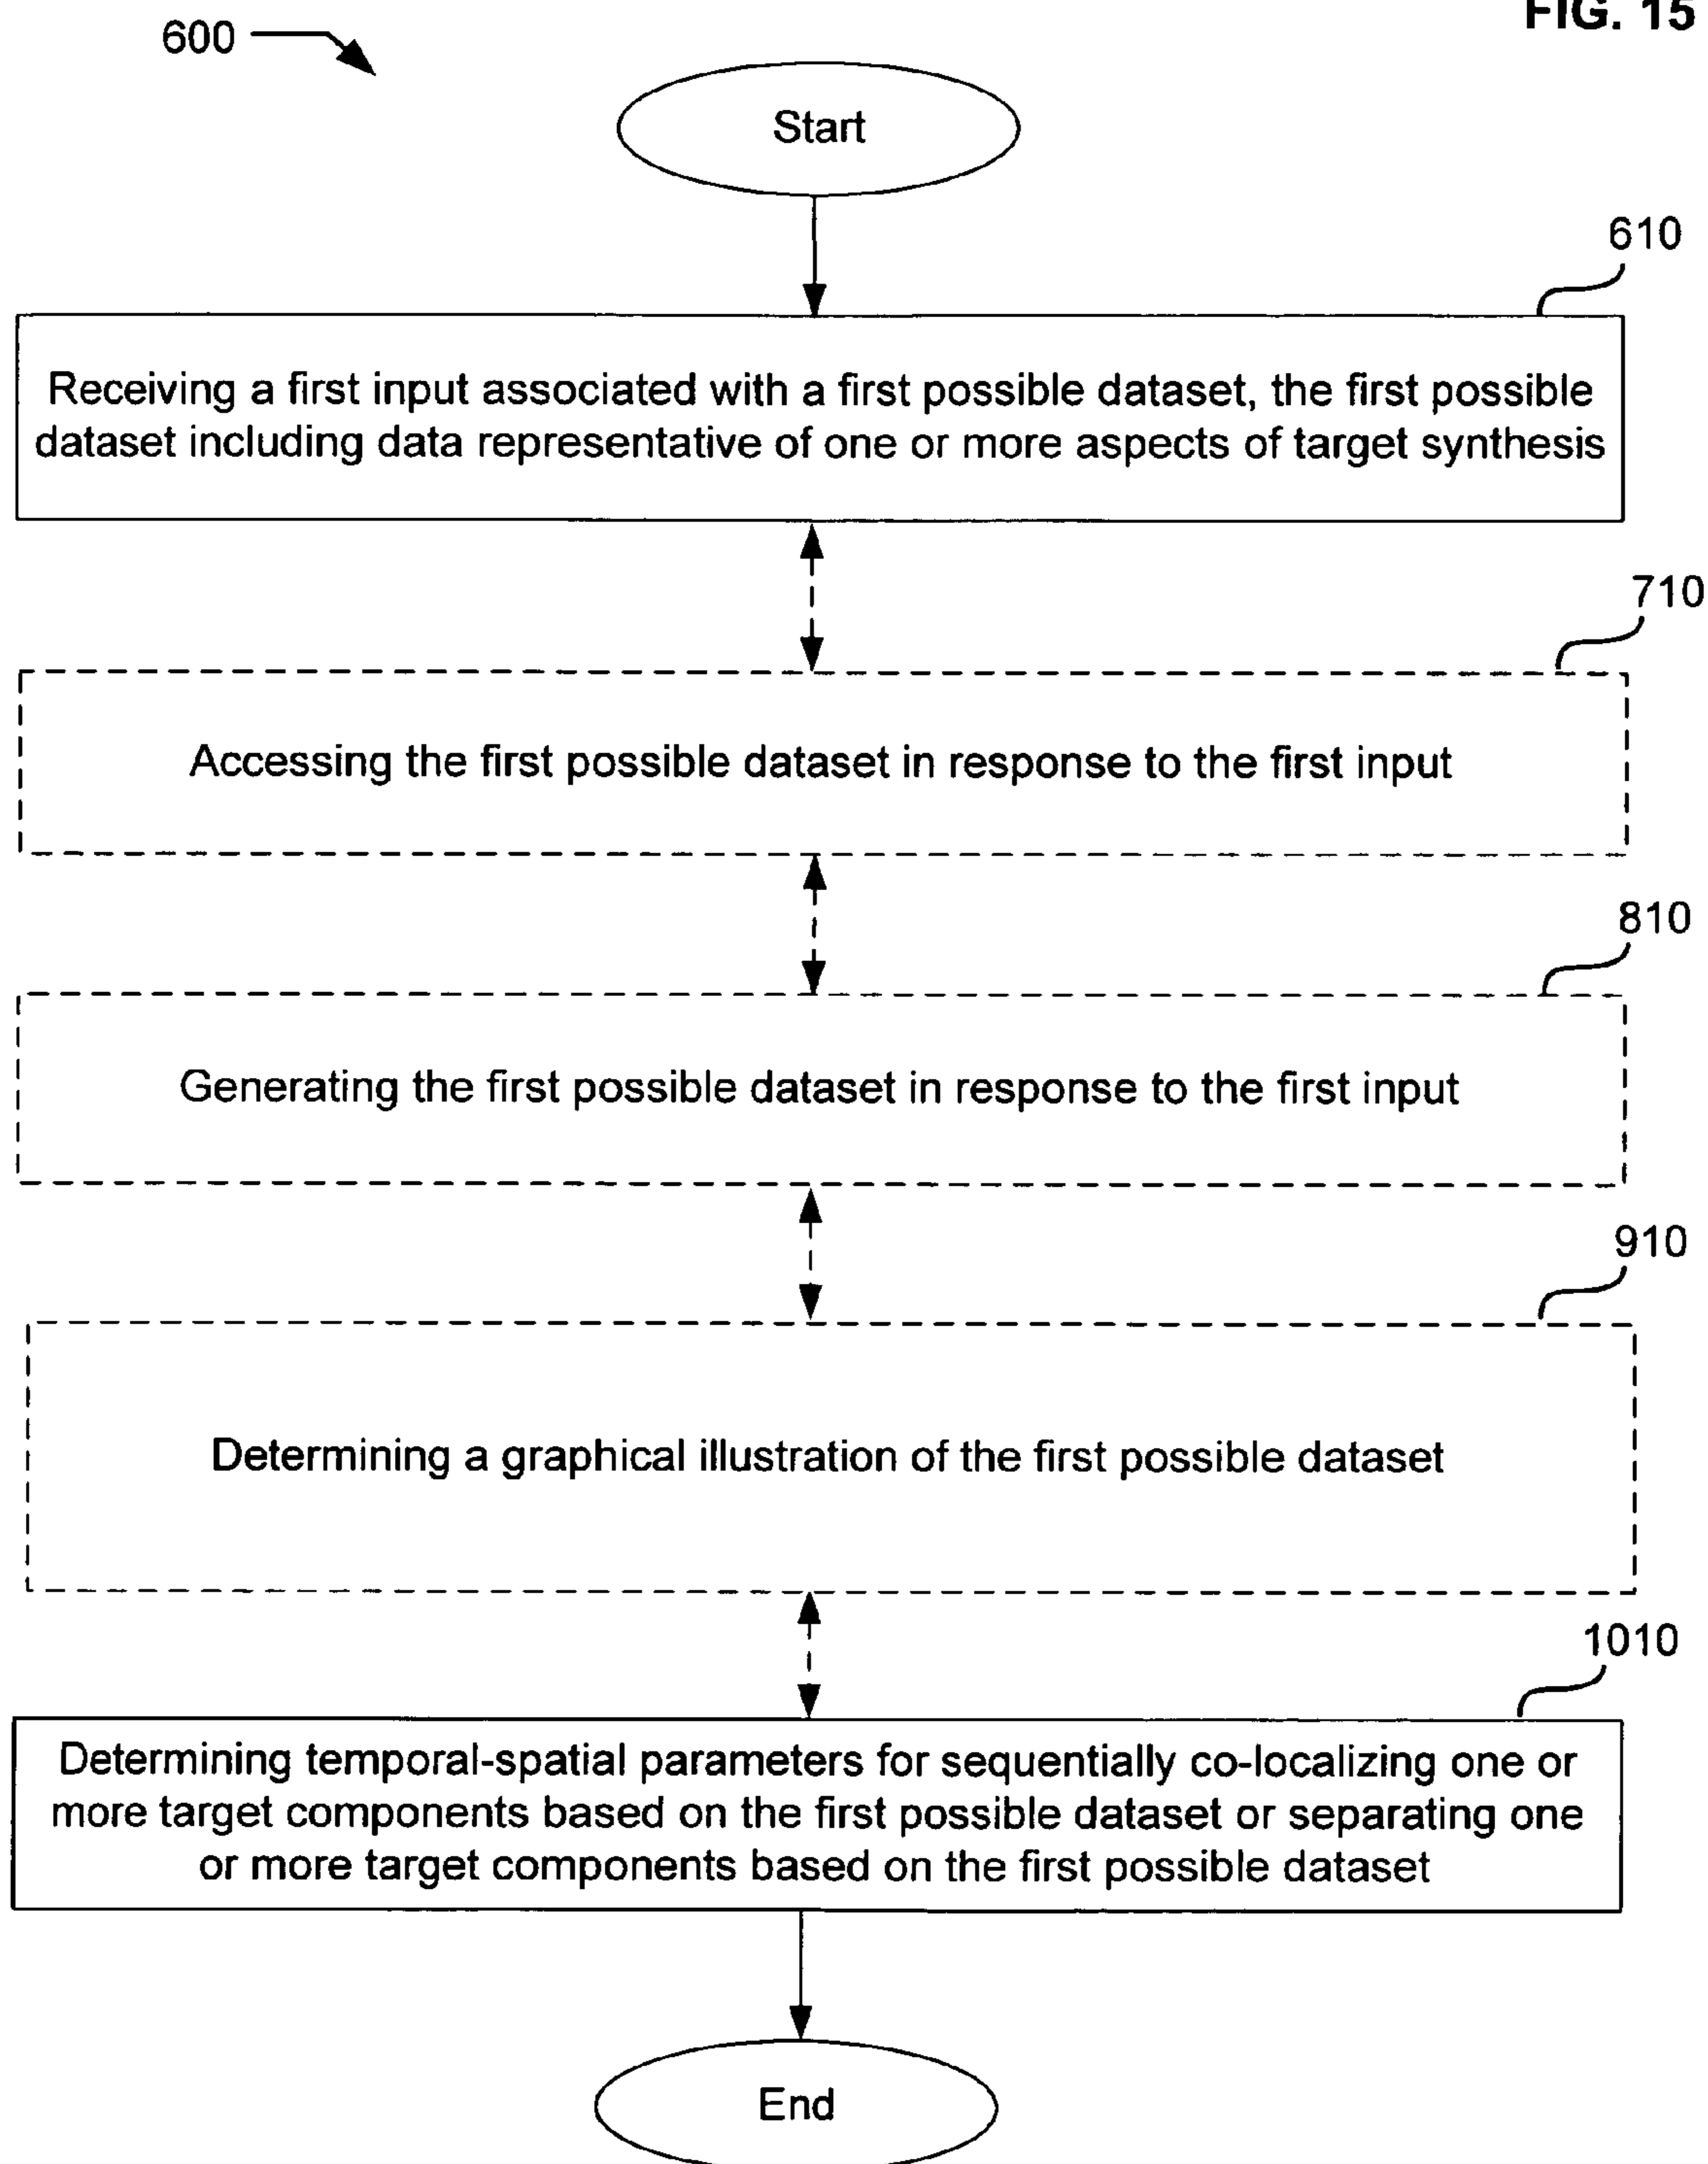 FIG. 15
600
Start
610
Receiving a first input associated with a first possible dataset, the first possible
dataset including data representative of one or more aspects of target synthesis
710
Accessing the first possible dataset in response to the first input
810
Generating the first possible dataset in response to the first input
910
Determining a graphical illustration of the first possible dataset
1010
Determining temporal-spatial parameters for sequentially co-localizing one or
more target components based on the first possible dataset or separating one
or more target components based on the first possible dataset
End